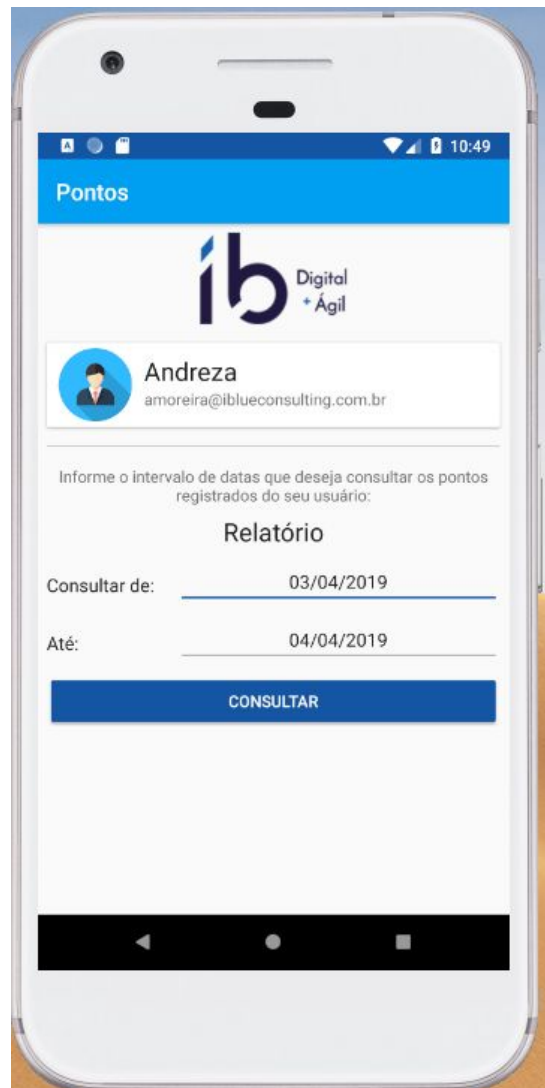 10:49
Pontos
ib Digital
+ Ágil
Andreza
amoreira@iblueconsulting.com.br
Informe o intervalo de datas que deseja consultar os pontos
registrados do seu usuário:
Relatório
Consultar de: 03/04/2019
Até: 04/04/2019
CONSULTAR